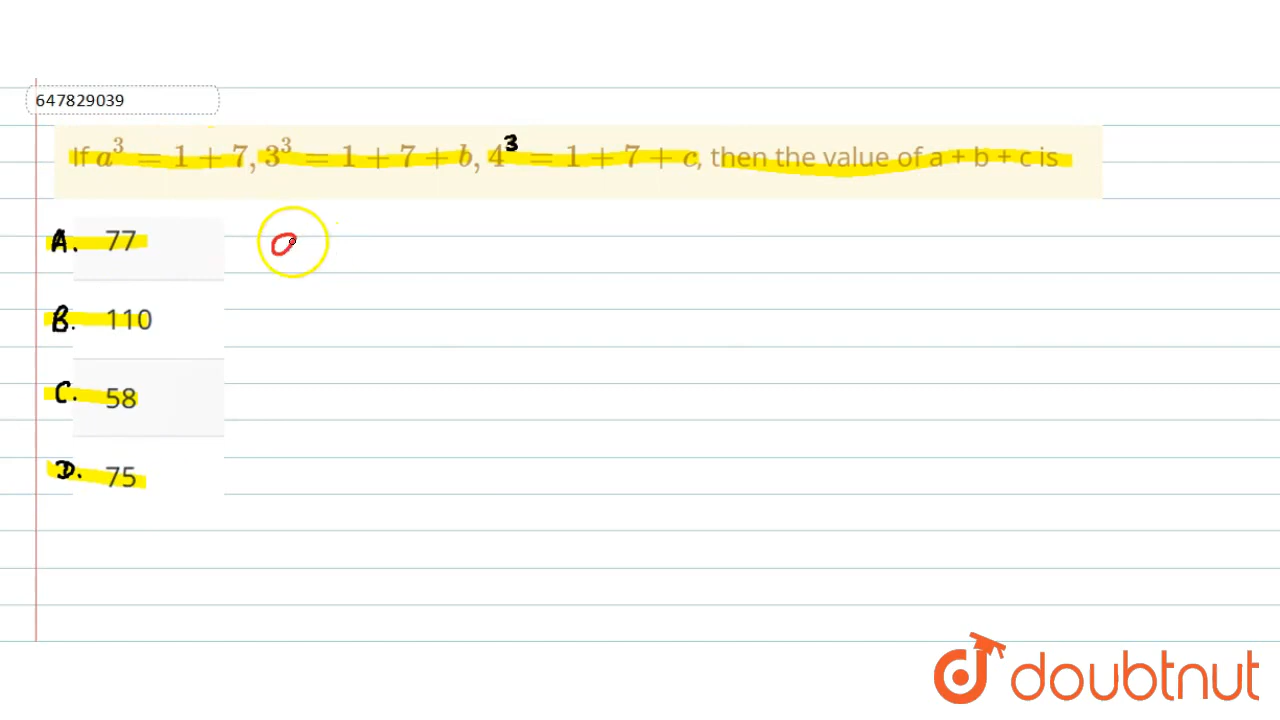 647829039
If a³ = 1 + 7, 3³ = 1 + 7 + b, 4³ = 1 + 7 + c, then the value of a + b + c is
A. 77
B. 110
C. 58
D. 75
doubtnut